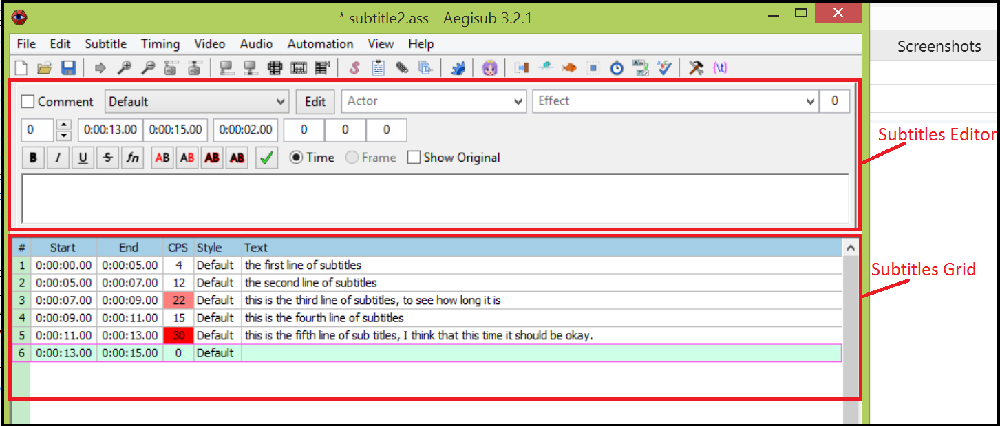 * subtitle2.ass - Aegisub 3.2.1
File Edit Subtitle Timing Video Audio Automation View Help
Screenshots
Comment Default Edit Actor Effect 0
0 0:00:13.00 0:00:15.00 0:00:02.00 0 0 0
Subtitles Editor
B I U S fn AB AB AB AB Time Frame Show Original
# Start End CPS Style Text
1 0:00:00.00 0:00:05.00 4 Default the first line of subtitles
Subtitles Grid
2 0:00:05.00 0:00:07.00 12 Default the second line of subtitles
3 0:00:07.00 0:00:09.00 22 Default this is the third line of subtitles, to see how long it is
4 0:00:09.00 0:00:11.00 15 Default this is the fourth line of subtitles
5 0:00:11.00 0:00:13.00 30 Default this is the fifth line of sub titles, I think that this time it should be okay.
6 0:00:13.00 0:00:15.00 0 Default